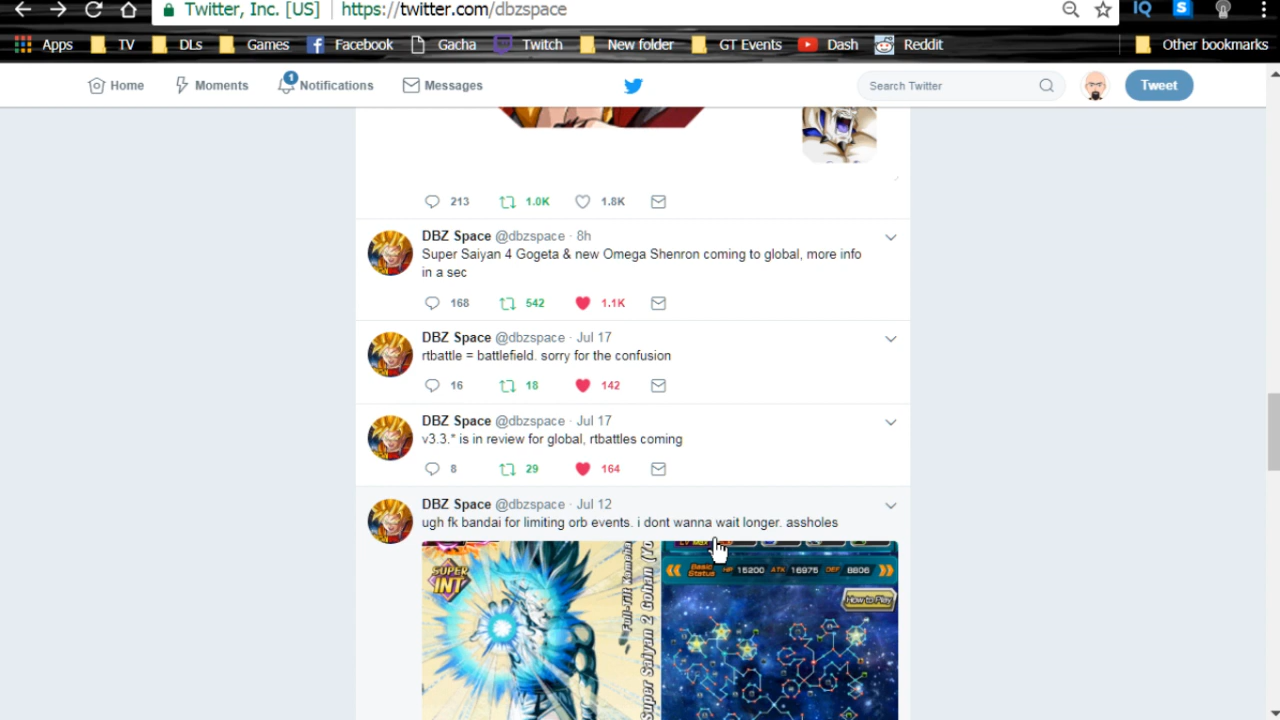 Twitter, Inc. [US] https://twitter.com/dbzspace
Apps TV DLs Games Facebook Gacha Twitch New folder GT Events Dash Reddit Other bookmarks
Home Moments 1 Notifications Messages Search Twitter Tweet
213 1.0K 1.8K
DBZ Space @dbzspace · 8h
Super Saiyan 4 Gogeta & new Omega Shenron coming to global, more info
in a sec
168 542 1.1K
DBZ Space @dbzspace · Jul 17
rtbattle = battlefield. sorry for the confusion
16 18 142
DBZ Space @dbzspace · Jul 17
v3.3.* is in review for global, rtbattles coming
8 29 164
DBZ Space @dbzspace · Jul 12
ugh fk bandai for limiting orb events. i dont wanna wait longer. assholes
SUPER
INT
Full-Tilt Kameha
Super Saiyan 2 Gohan (Yo
Basic
Status HP 15200 ATK 16975 DEF 8806
How to Play